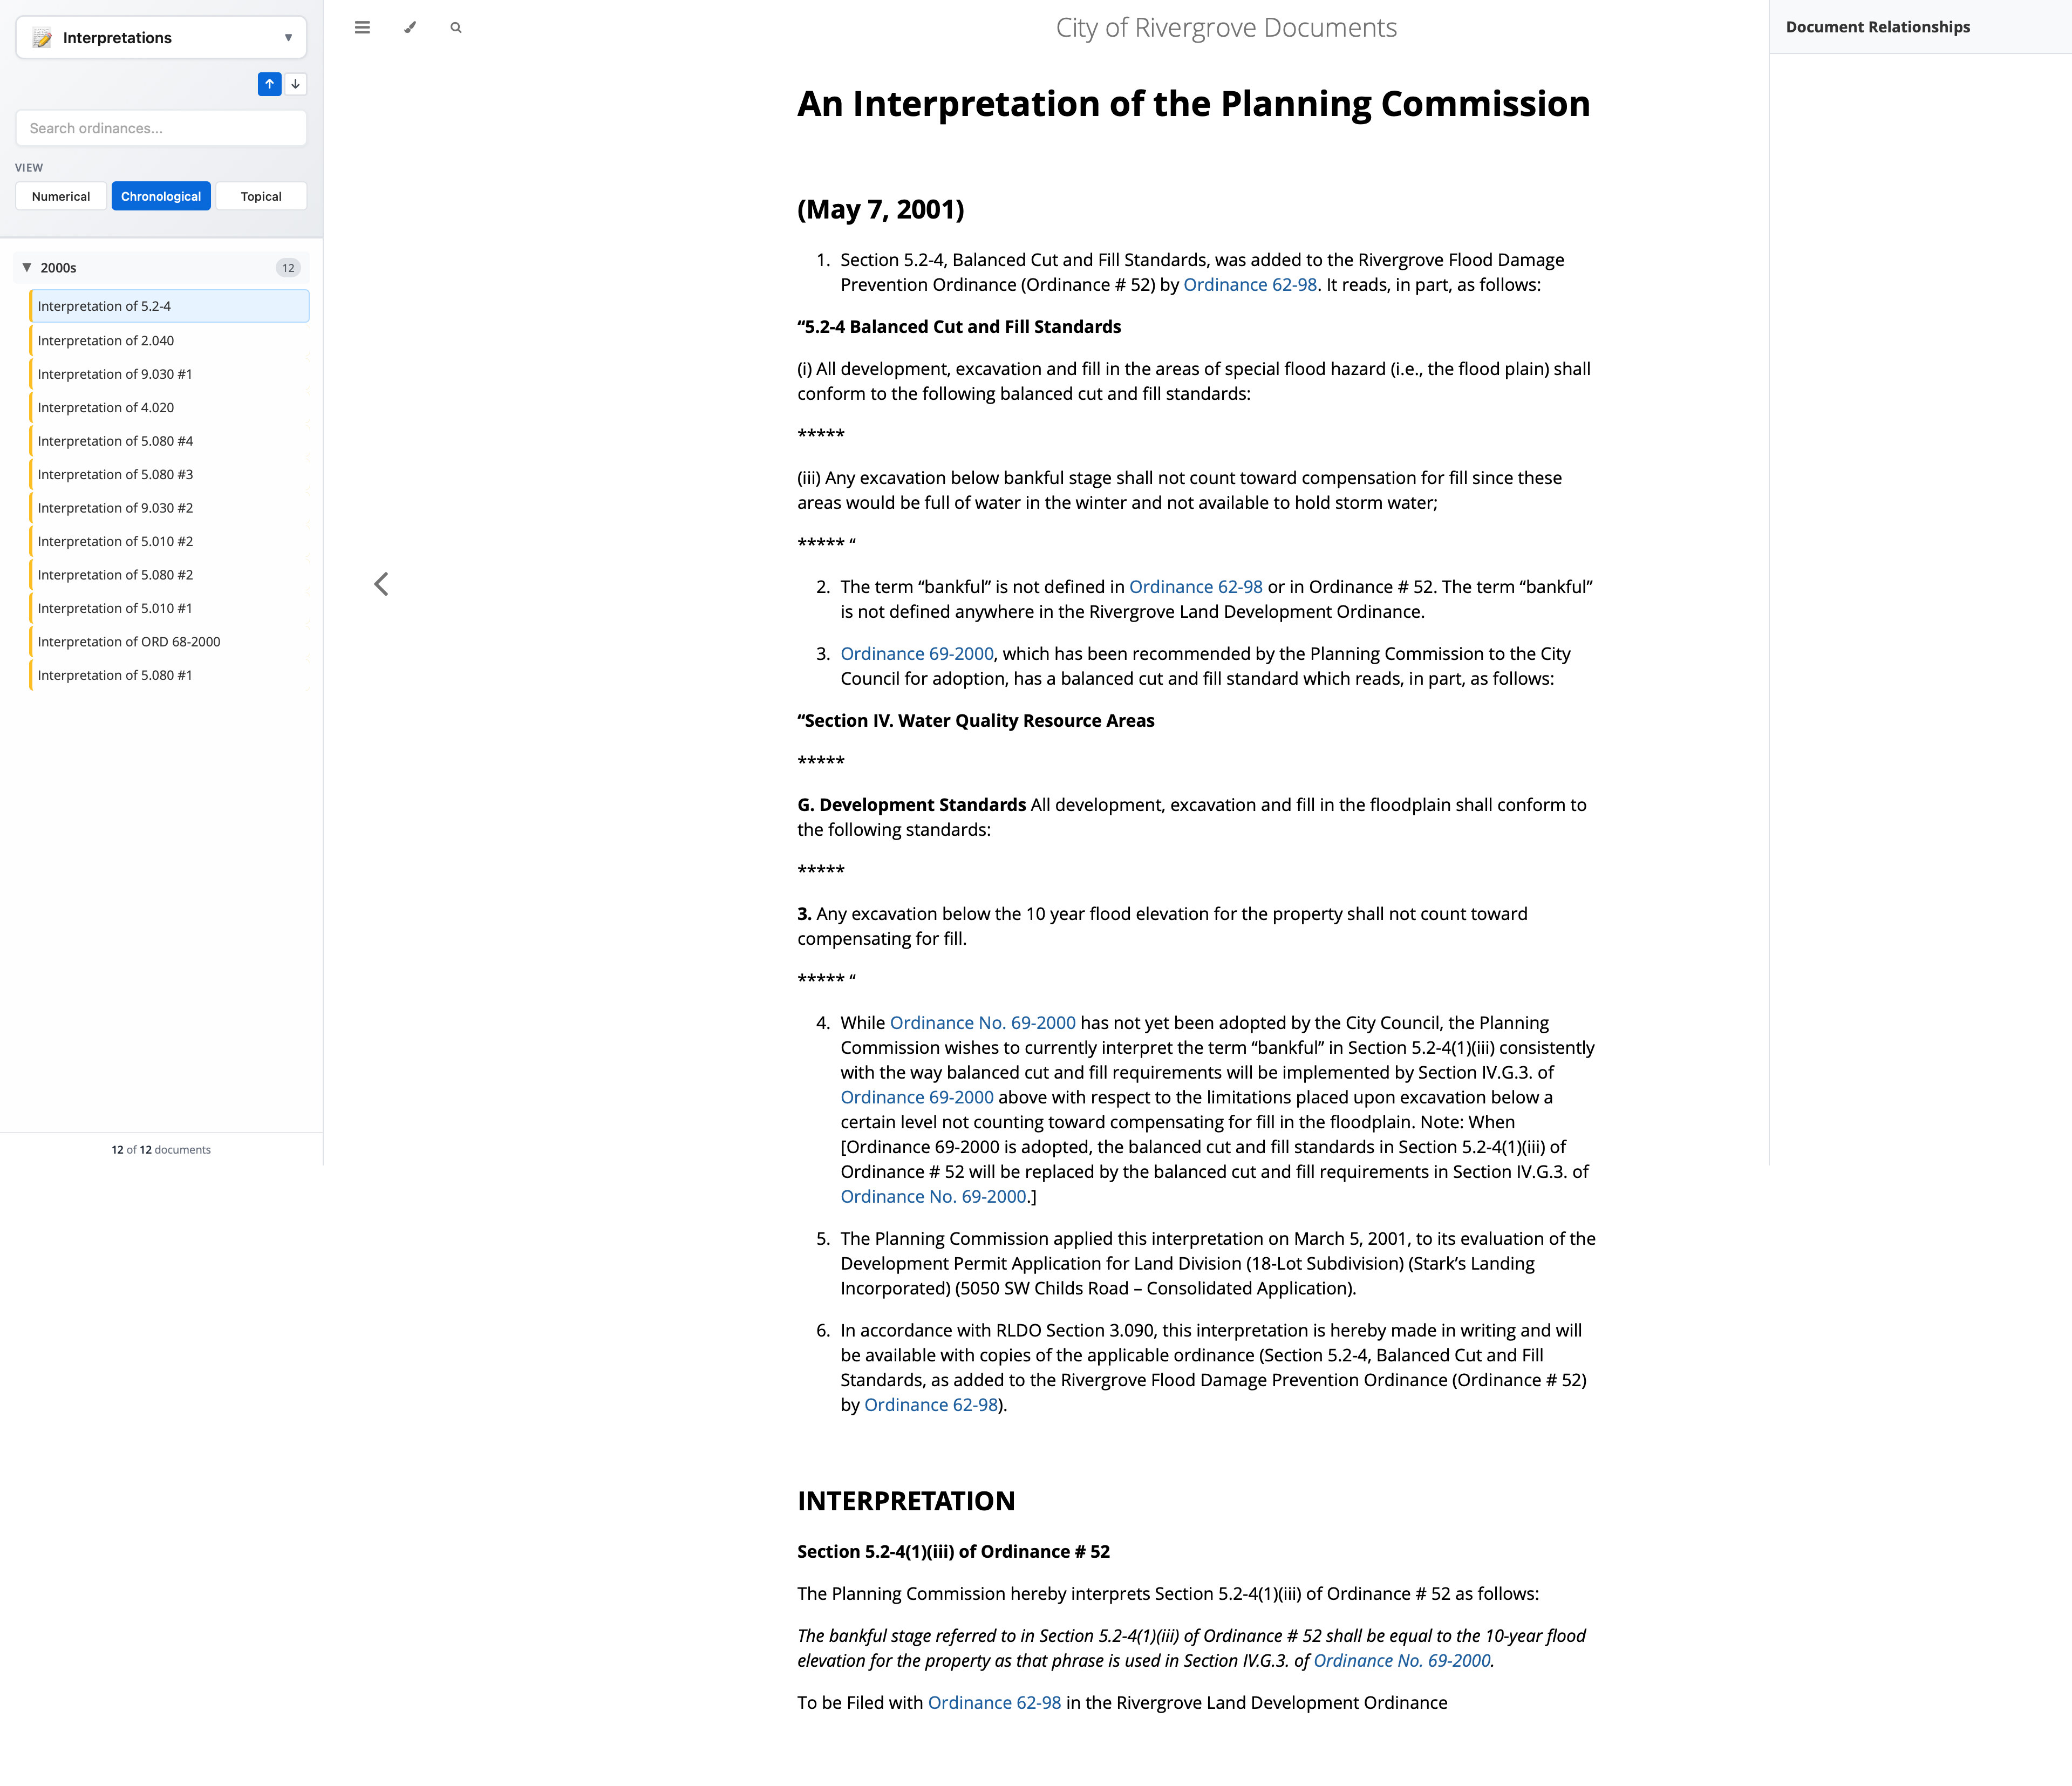 Interpretations
Search ordinances...
VIEW
Numerical
Chronological
Topical
2000s
12
Interpretation of 5.2-4
Interpretation of 2.040
Interpretation of 9.030 #1
Interpretation of 4.020
Interpretation of 5.080 #4
Interpretation of 5.080 #3
Interpretation of 9.030 #2
Interpretation of 5.010 #2
Interpretation of 5.080 #2
Interpretation of 5.010 #1
Interpretation of ORD 68-2000
Interpretation of 5.080 #1
12 of 12 documents
City of Rivergrove Documents
An Interpretation of the Planning Commission
(May 7, 2001)
1. Section 5.2-4, Balanced Cut and Fill Standards, was added to the Rivergrove Flood Damage
Prevention Ordinance (Ordinance # 52) by Ordinance 62-98. It reads, in part, as follows:
“5.2-4 Balanced Cut and Fill Standards
(i) All development, excavation and fill in the areas of special flood hazard (i.e., the flood plain) shall
conform to the following balanced cut and fill standards:
*****
(iii) Any excavation below bankful stage shall not count toward compensation for fill since these
areas would be full of water in the winter and not available to hold storm water;
***** “
2. The term “bankful” is not defined in Ordinance 62-98 or in Ordinance # 52. The term “bankful”
is not defined anywhere in the Rivergrove Land Development Ordinance.
3. Ordinance 69-2000, which has been recommended by the Planning Commission to the City
Council for adoption, has a balanced cut and fill standard which reads, in part, as follows:
“Section IV. Water Quality Resource Areas
*****
G. Development Standards All development, excavation and fill in the floodplain shall conform to
the following standards:
*****
3. Any excavation below the 10 year flood elevation for the property shall not count toward
compensating for fill.
***** “
4. While Ordinance No. 69-2000 has not yet been adopted by the City Council, the Planning
Commission wishes to currently interpret the term “bankful” in Section 5.2-4(1)(iii) consistently
with the way balanced cut and fill requirements will be implemented by Section IV.G.3. of
Ordinance 69-2000 above with respect to the limitations placed upon excavation below a
certain level not counting toward compensating for fill in the floodplain. Note: When
[Ordinance 69-2000 is adopted, the balanced cut and fill standards in Section 5.2-4(1)(iii) of
Ordinance # 52 will be replaced by the balanced cut and fill requirements in Section IV.G.3. of
Ordinance No. 69-2000.]
5. The Planning Commission applied this interpretation on March 5, 2001, to its evaluation of the
Development Permit Application for Land Division (18-Lot Subdivision) (Stark’s Landing
Incorporated) (5050 SW Childs Road – Consolidated Application).
6. In accordance with RLDO Section 3.090, this interpretation is hereby made in writing and will
be available with copies of the applicable ordinance (Section 5.2-4, Balanced Cut and Fill
Standards, as added to the Rivergrove Flood Damage Prevention Ordinance (Ordinance # 52)
by Ordinance 62-98).
INTERPRETATION
Section 5.2-4(1)(iii) of Ordinance # 52
The Planning Commission hereby interprets Section 5.2-4(1)(iii) of Ordinance # 52 as follows:
The bankful stage referred to in Section 5.2-4(1)(iii) of Ordinance # 52 shall be equal to the 10-year flood
elevation for the property as that phrase is used in Section IV.G.3. of Ordinance No. 69-2000.
To be Filed with Ordinance 62-98 in the Rivergrove Land Development Ordinance
Document Relationships